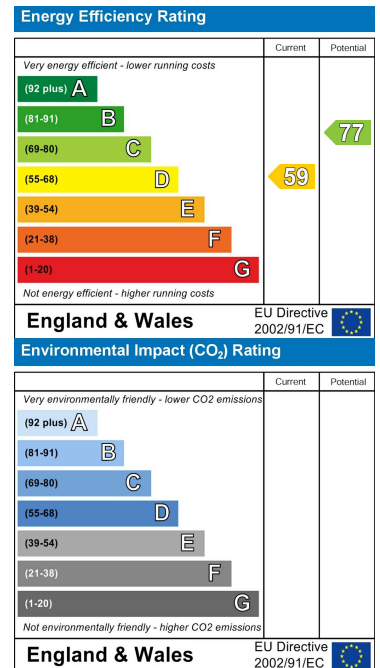 Energy Efficiency Rating
Current Potential
Very energy efficient - lower running costs
(92 plus) A
(81-91) B
(69-80) C
(55-68) D
(39-54) E
(21-38) F
(1-20) G
77
59
Not energy efficient - higher running costs
England & Wales
EU Directive
2002/91/EC
Environmental Impact (CO₂) Rating
Current Potential
Very environmentally friendly - lower CO2 emissions
(92 plus) A
(81-91) B
(69-80) C
(55-68) D
(39-54) E
(21-38) F
(1-20) G
Not environmentally friendly - higher CO2 emissions
England & Wales
EU Directive
2002/91/EC